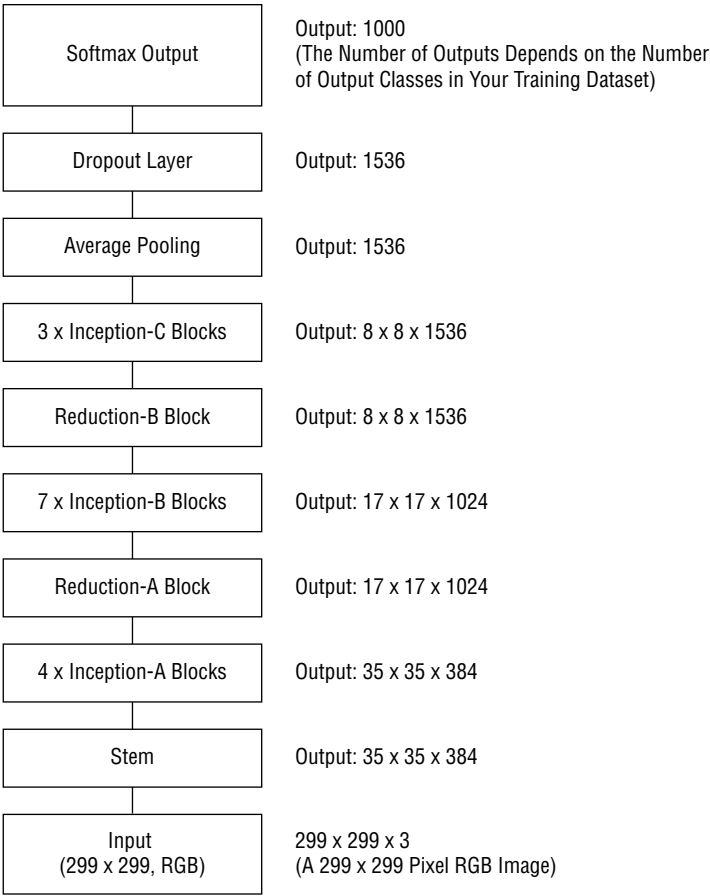 Softmax Output
Output: 1000
(The Number of Outputs Depends on the Number
of Output Classes in Your Training Dataset)
Dropout Layer
Output: 1536
Average Pooling
Output: 1536
3 x Inception-C Blocks
Output: 8 x 8 x 1536
Reduction-B Block
Output: 8 x 8 x 1536
7 x Inception-B Blocks
Output: 17 x 17 x 1024
Reduction-A Block
Output: 17 x 17 x 1024
4 x Inception-A Blocks
Output: 35 x 35 x 384
Stem
Output: 35 x 35 x 384
Input
(299 x 299, RGB)
299 x 299 x 3
(A 299 x 299 Pixel RGB Image)